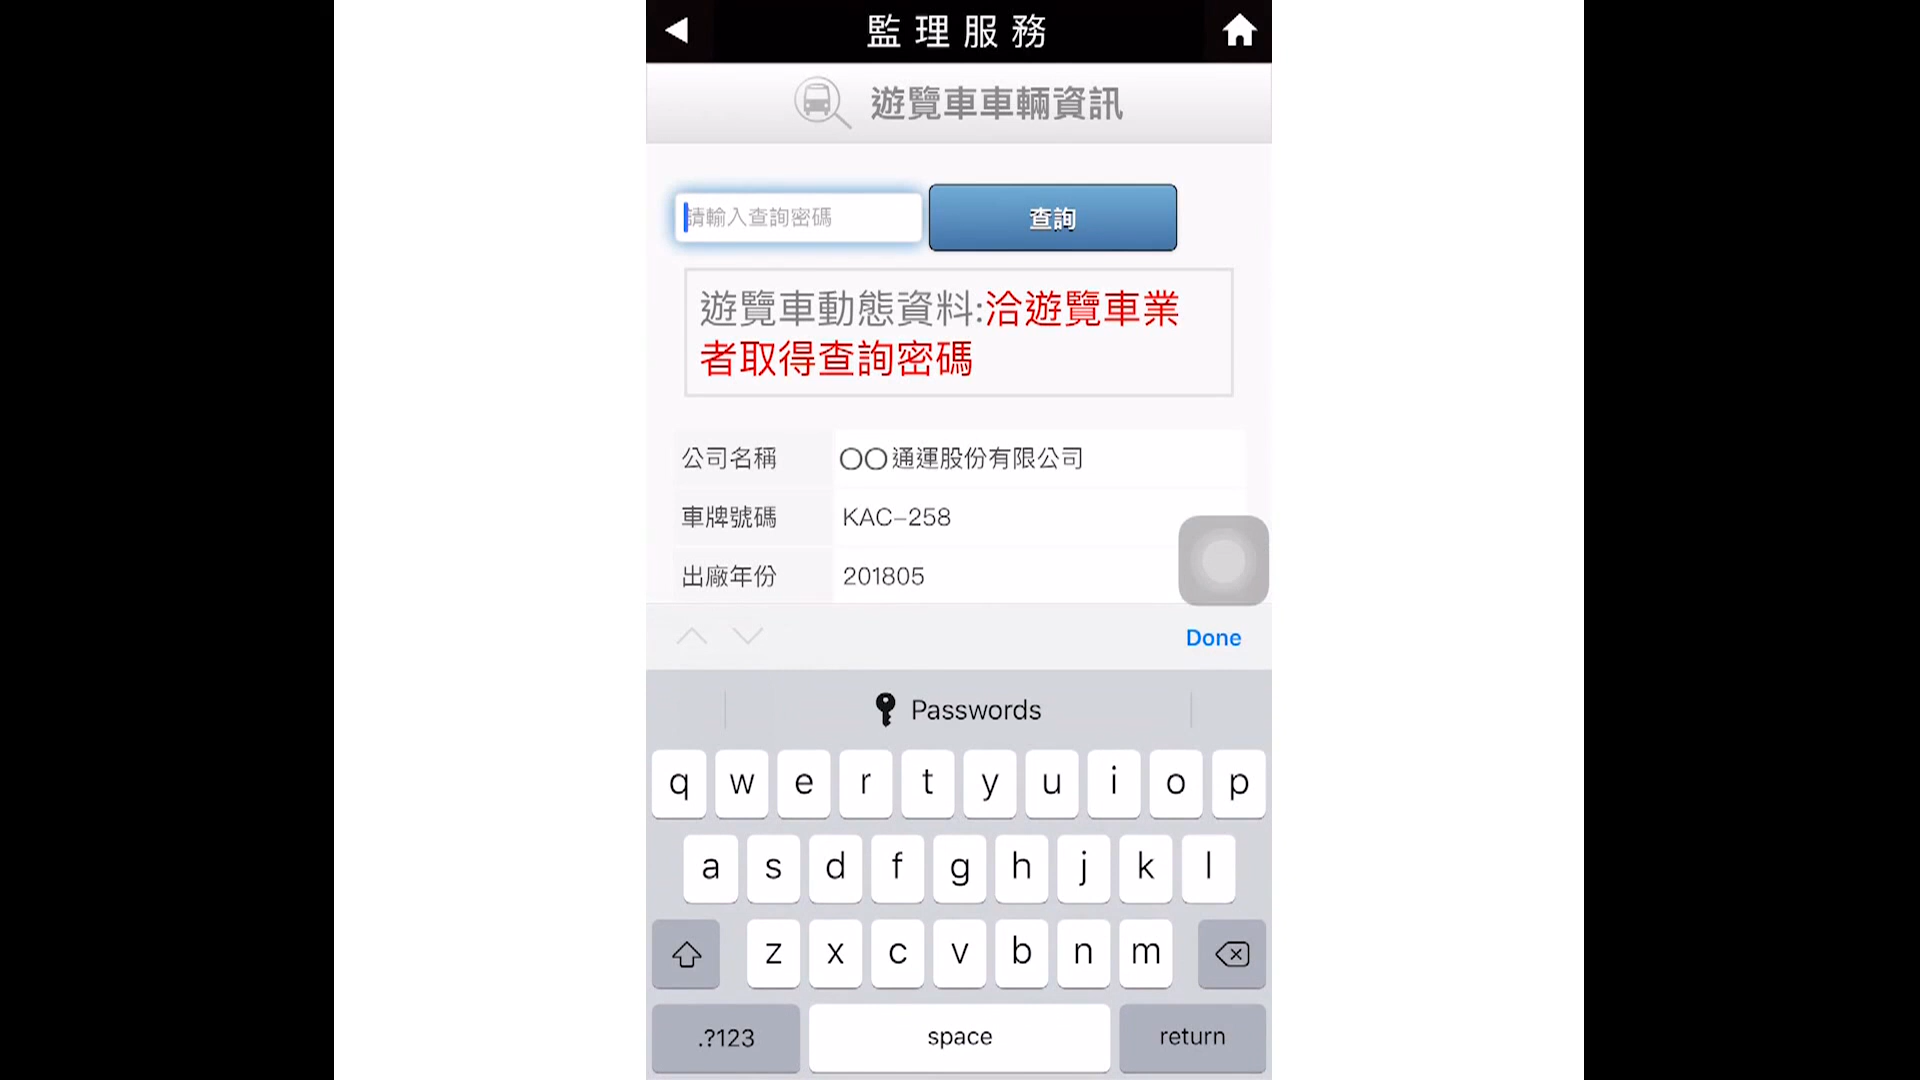 監理服務
遊覽車車輛資訊
請輸入查詢密碼
查詢
遊覽車動態資料:洽遊覽車業
者取得查詢密碼
公司名稱 〇〇通運股份有限公司
車牌號碼 KAC-258
出廠年份 201805
Done
Passwords
q w e r t y u i o p
a s d f g h j k l
z x c v b n m
.?123 space return